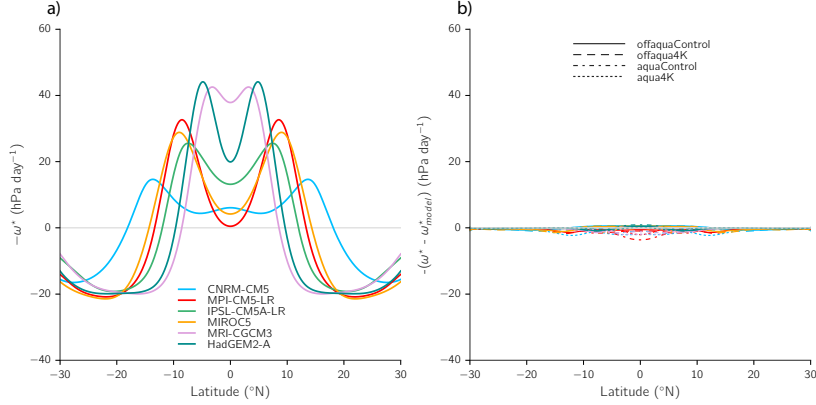 a)
60
40
20
0
−20
−40
−30
−20
−10
0
10
20
30
Latitude (°N)
−ω* (hPa day⁻¹)
CNRM-CM5
MPI-CM5-LR
IPSL-CM5A-LR
MIROC5
MRI-CGCM3
HadGEM2-A
b)
60
40
20
0
−20
−40
−30
−20
−10
0
10
20
30
Latitude (°N)
-(ω* - ω*model) (hPa day⁻¹)
offaquaControl
offaqua4K
aquaControl
aqua4K